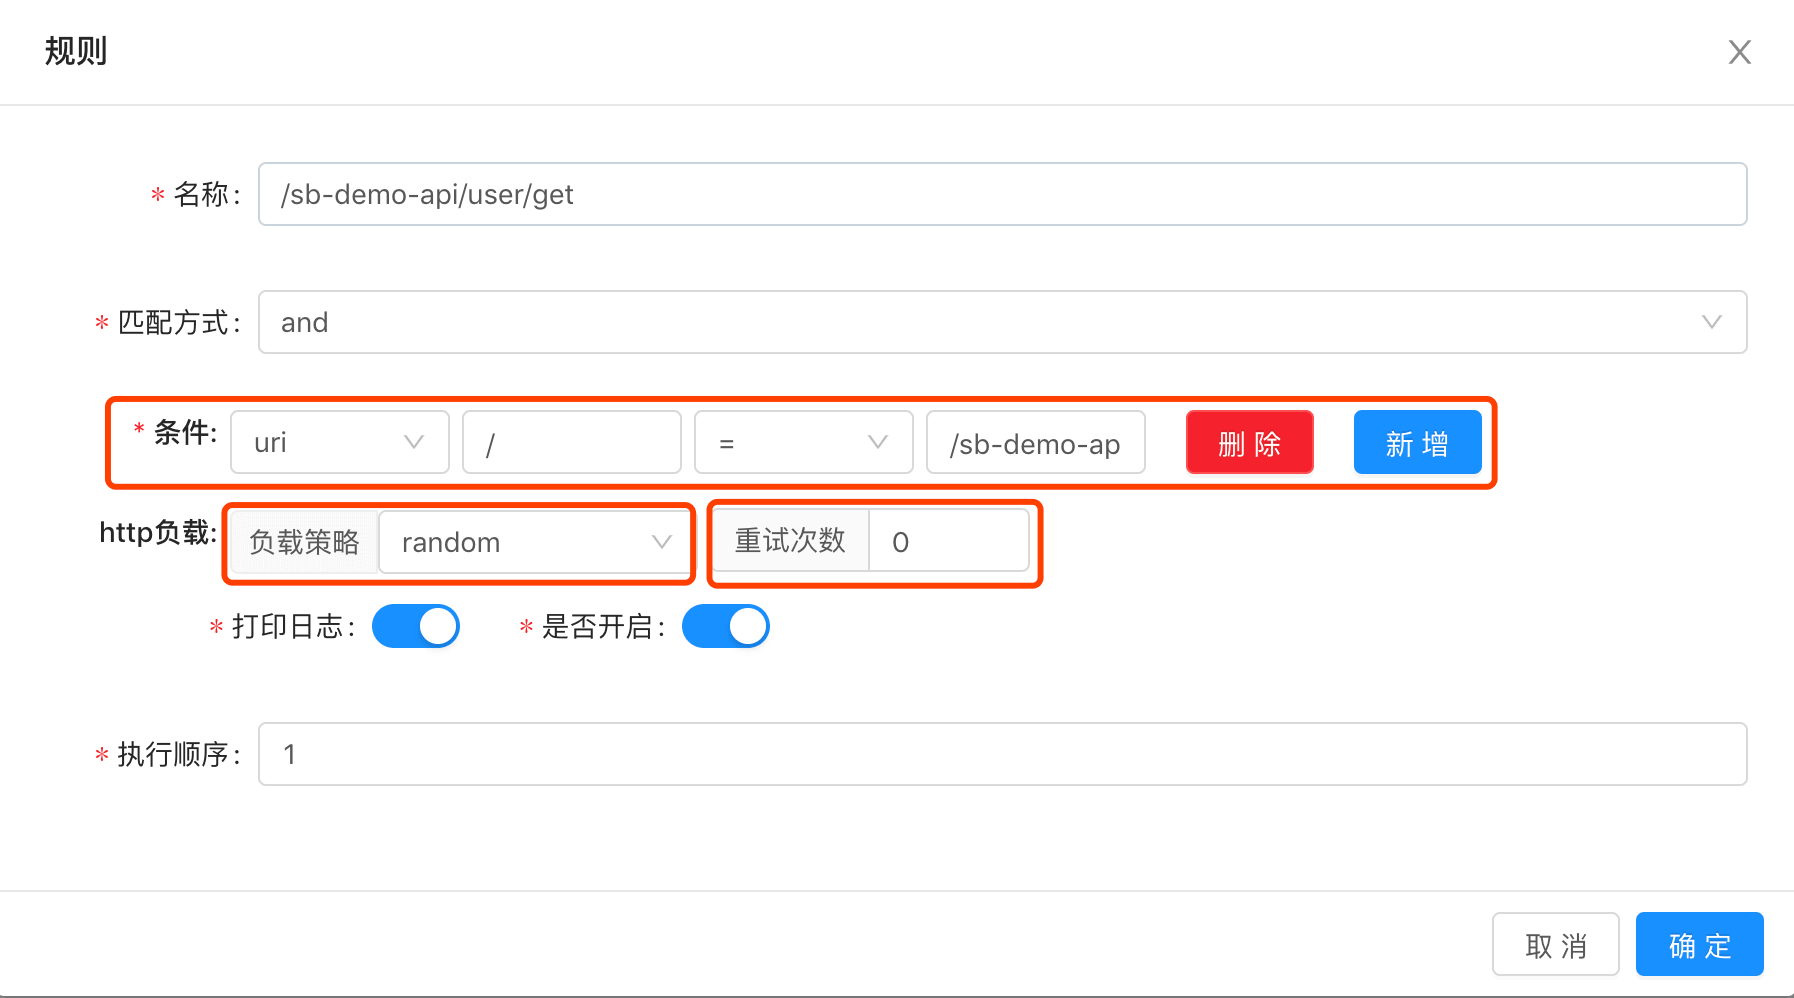 规则
* 名称: /sb-demo-api/user/get
* 匹配方式: and
* 条件: uri / = /sb-demo-ap 删 除 新 增
http负载: 负载策略 random 重试次数 0
* 打印日志: * 是否开启:
* 执行顺序: 1
取 消 确 定